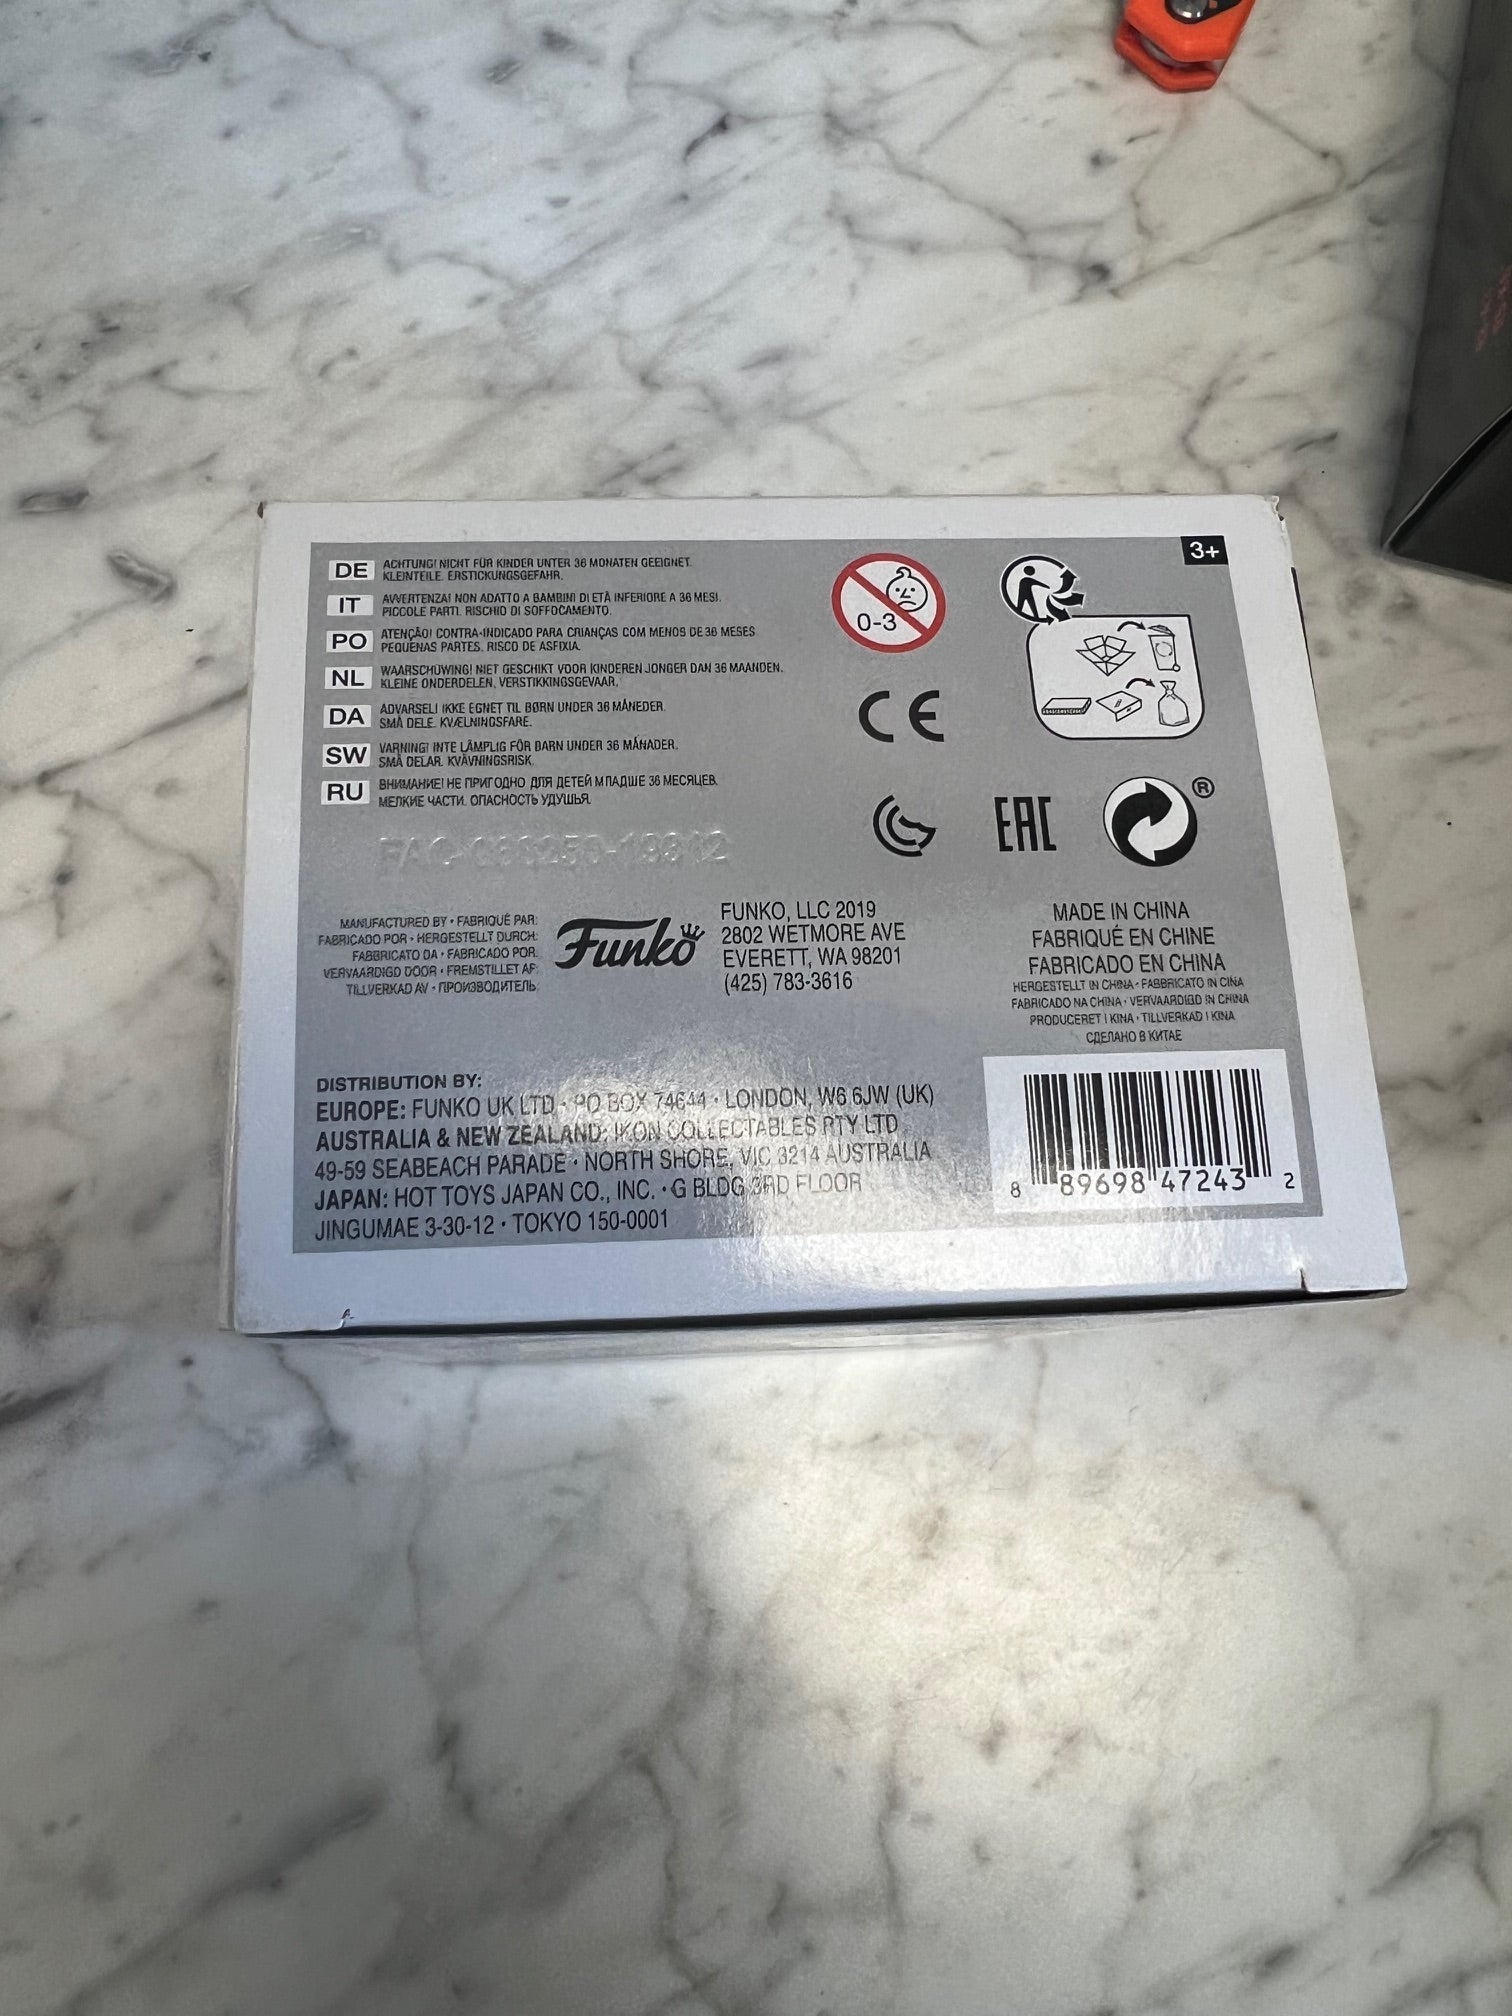 3+
DE ACHTUNG! NICHT FÜR KINDER UNTER 36 MONATEN GEEIGNET.
KLEINTEILE. ERSTICKUNGSGEFAHR.
IT AVVERTENZA! NON ADATTO A BAMBINI DI ETÀ INFERIORE A 36 MESI.
PICCOLE PARTI. RISCHIO DI SOFFOCAMENTO.
PO ATENÇÃO! CONTRA-INDICADO PARA CRIANÇAS COM MENOS DE 36 MESES
PEQUENAS PARTES. RISCO DE ASFIXIA.
NL WAARSCHUWING! NIET GESCHIKT VOOR KINDEREN JONGER DAN 36 MAANDEN.
KLEINE ONDERDELEN, VERSTIKKINGSGEVAAR.
DA ADVARSEL! IKKE EGNET TIL BØRN UNDER 36 MÅNEDER.
SMÅ DELE. KVÆLNINGSFARE.
SW VARNING! INTE LÄMPLIG FÖR BARN UNDER 36 MÅNADER.
SMÅ DELAR. KVÄVNINGSRISK.
RU ВНИМАНИЕ! НЕ ПРИГОДНО ДЛЯ ДЕТЕЙ МЛАДШЕ 36 МЕСЯЦЕВ.
МЕЛКИЕ ЧАСТИ. ОПАСНОСТЬ УДУШЬЯ.
0-3
CE
EAC
®
MANUFACTURED BY • FABRIQUÉ PAR:
FABRICADO POR • HERGESTELLT DURCH:
FABBRICATO DA • FABRICADO POR:
VERVAARDIGD DOOR • FREMSTILLET AF:
TILLVERKAD AV • ПРОИЗВОДИТЕЛЬ:
Funko
FUNKO, LLC 2019
2802 WETMORE AVE
EVERETT, WA 98201
(425) 783-3616
MADE IN CHINA
FABRIQUÉ EN CHINE
FABRICADO EN CHINA
HERGESTELLT IN CHINA • FABBRICATO IN CINA
FABRICADO NA CHINA • VERVAARDIGD IN CHINA
PRODUCERET I KINA • TILLVERKAD I KINA
СДЕЛАНО В КИТАЕ
DISTRIBUTION BY:
EUROPE: FUNKO UK LTD • PO BOX 74644 • LONDON, W6 6JW (UK)
AUSTRALIA & NEW ZEALAND: IKON COLLECTABLES PTY LTD
49-59 SEABEACH PARADE • NORTH SHORE, VIC 3214 AUSTRALIA
JAPAN: HOT TOYS JAPAN CO., INC. • G BLDG 3RD FLOOR
JINGUMAE 3-30-12 • TOKYO 150-0001
8 89698 47243 2